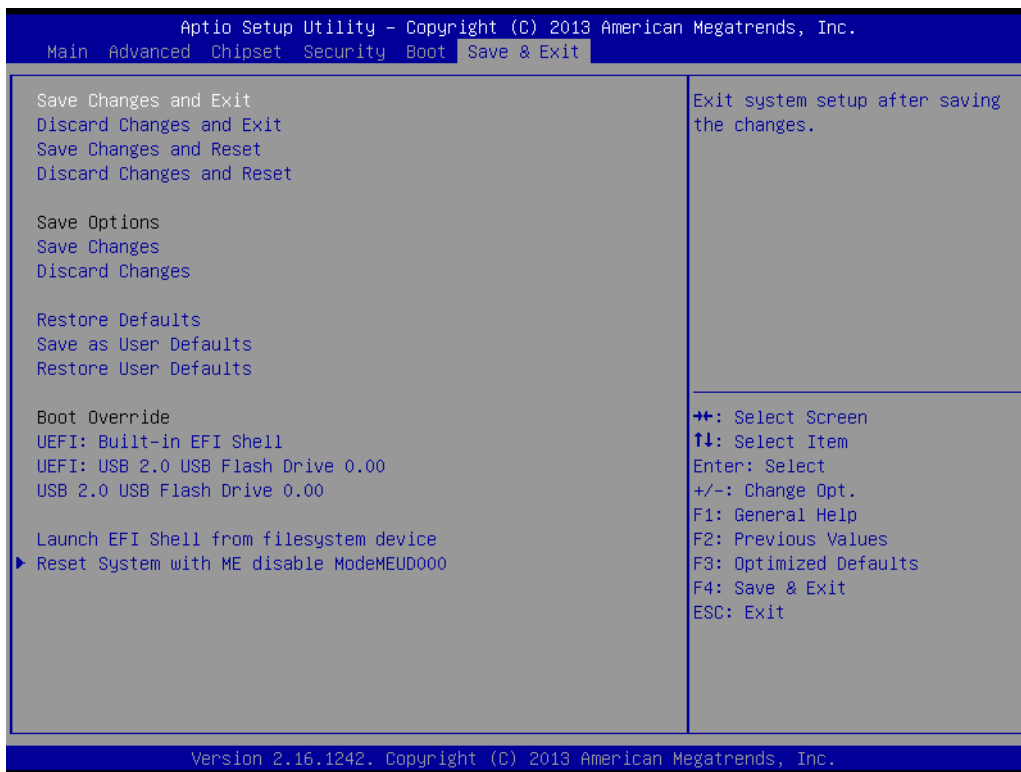 Aptio Setup Utility – Copyright (C) 2013 American Megatrends, Inc.
Main Advanced Chipset Security Boot Save & Exit
Save Changes and Exit
Discard Changes and Exit
Save Changes and Reset
Discard Changes and Reset
Save Options
Save Changes
Discard Changes
Restore Defaults
Save as User Defaults
Restore User Defaults
Boot Override
UEFI: Built-in EFI Shell
UEFI: USB 2.0 USB Flash Drive 0.00
USB 2.0 USB Flash Drive 0.00
Launch EFI Shell from filesystem device
▶ Reset System with ME disable ModeMEUD000
Exit system setup after saving
the changes.
→←: Select Screen
↑↓: Select Item
Enter: Select
+/-: Change Opt.
F1: General Help
F2: Previous Values
F3: Optimized Defaults
F4: Save & Exit
ESC: Exit
Version 2.16.1242. Copyright (C) 2013 American Megatrends, Inc.